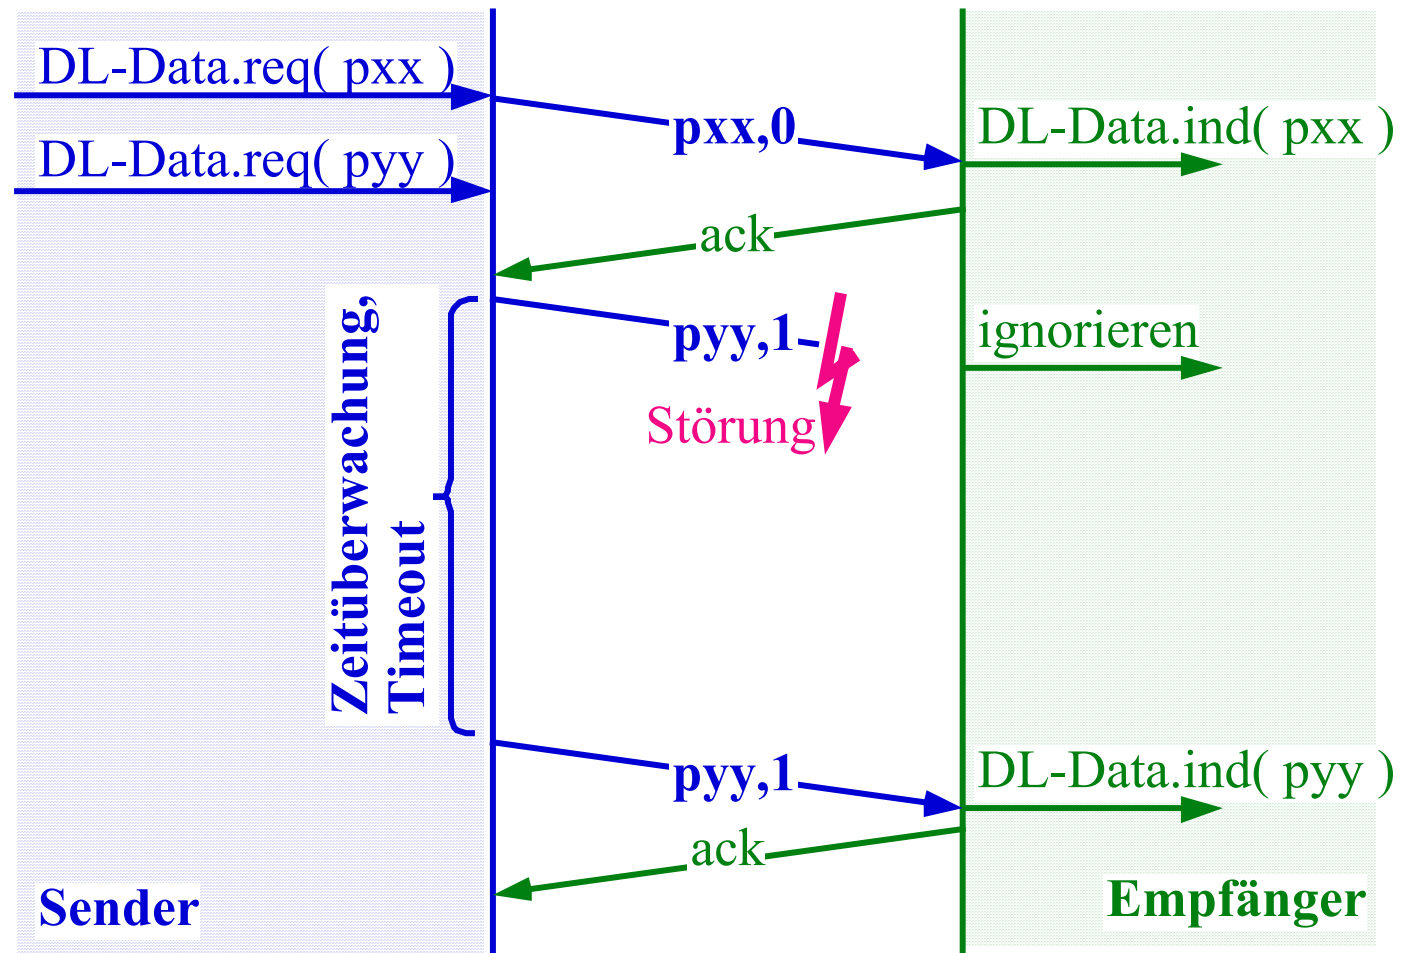 DL-Data.req( pxx )
pxx,0
DL-Data.ind( pxx )
DL-Data.req( pyy )
ack
Zeitüberwachung,
Timeout
pyy,1
ignorieren
Störung
pyy,1
DL-Data.ind( pyy )
ack
Sender
Empfänger